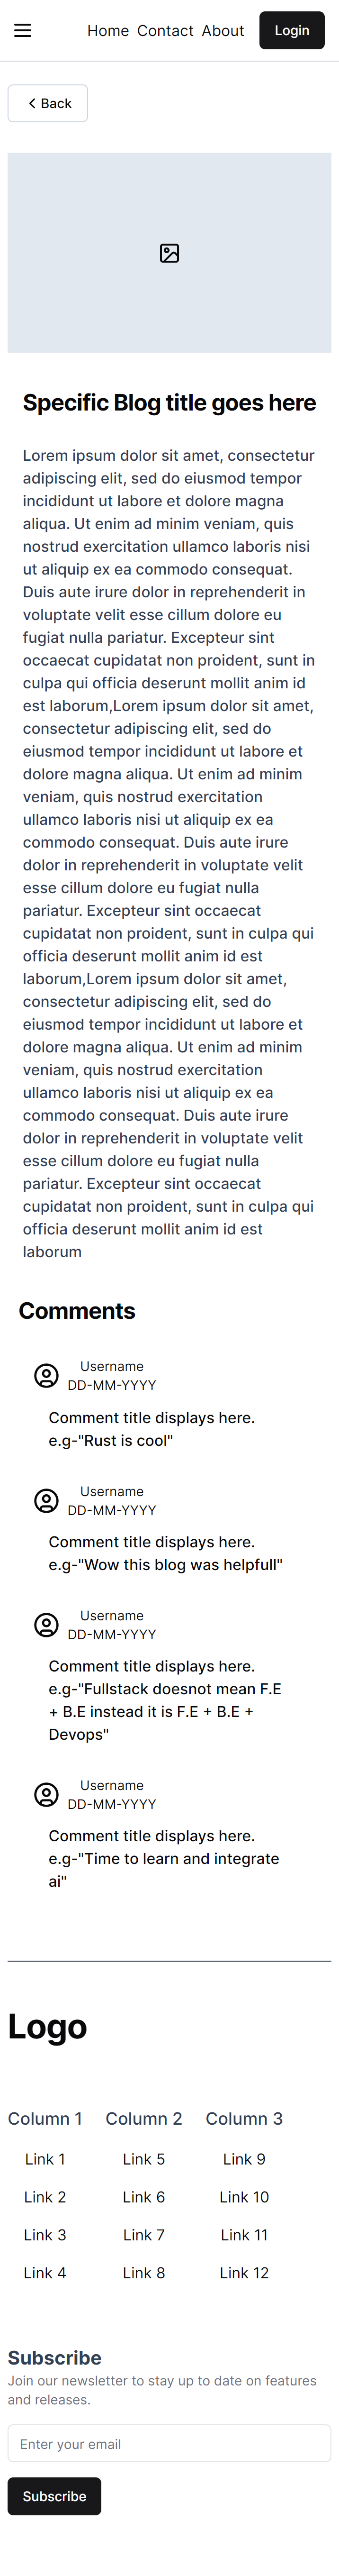 Home Contact About Login
Back
Specific Blog title goes here
Lorem ipsum dolor sit amet, consectetur
adipiscing elit, sed do eiusmod tempor
incididunt ut labore et dolore magna
aliqua. Ut enim ad minim veniam, quis
nostrud exercitation ullamco laboris nisi
ut aliquip ex ea commodo consequat.
Duis aute irure dolor in reprehenderit in
voluptate velit esse cillum dolore eu
fugiat nulla pariatur. Excepteur sint
occaecat cupidatat non proident, sunt in
culpa qui officia deserunt mollit anim id
est laborum,Lorem ipsum dolor sit amet,
consectetur adipiscing elit, sed do
eiusmod tempor incididunt ut labore et
dolore magna aliqua. Ut enim ad minim
veniam, quis nostrud exercitation
ullamco laboris nisi ut aliquip ex ea
commodo consequat. Duis aute irure
dolor in reprehenderit in voluptate velit
esse cillum dolore eu fugiat nulla
pariatur. Excepteur sint occaecat
cupidatat non proident, sunt in culpa qui
officia deserunt mollit anim id est
laborum,Lorem ipsum dolor sit amet,
consectetur adipiscing elit, sed do
eiusmod tempor incididunt ut labore et
dolore magna aliqua. Ut enim ad minim
veniam, quis nostrud exercitation
ullamco laboris nisi ut aliquip ex ea
commodo consequat. Duis aute irure
dolor in reprehenderit in voluptate velit
esse cillum dolore eu fugiat nulla
pariatur. Excepteur sint occaecat
cupidatat non proident, sunt in culpa qui
officia deserunt mollit anim id est
laborum
Comments
Username
DD-MM-YYYY
Comment title displays here.
e.g-"Rust is cool"
Username
DD-MM-YYYY
Comment title displays here.
e.g-"Wow this blog was helpfull"
Username
DD-MM-YYYY
Comment title displays here.
e.g-"Fullstack doesnot mean F.E
+ B.E instead it is F.E + B.E +
Devops"
Username
DD-MM-YYYY
Comment title displays here.
e.g-"Time to learn and integrate
ai"
Logo
Column 1 Column 2 Column 3
Link 1 Link 5 Link 9
Link 2 Link 6 Link 10
Link 3 Link 7 Link 11
Link 4 Link 8 Link 12
Subscribe
Join our newsletter to stay up to date on features
and releases.
Enter your email
Subscribe